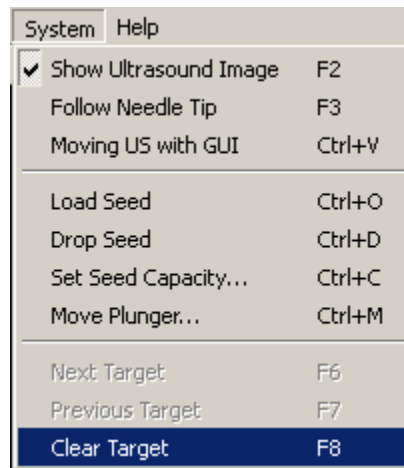 System Help
Show Ultrasound Image F2
Follow Needle Tip F3
Moving US with GUI Ctrl+V
Load Seed Ctrl+O
Drop Seed Ctrl+D
Set Seed Capacity... Ctrl+C
Move Plunger... Ctrl+M
Next Target F6
Previous Target F7
Clear Target F8